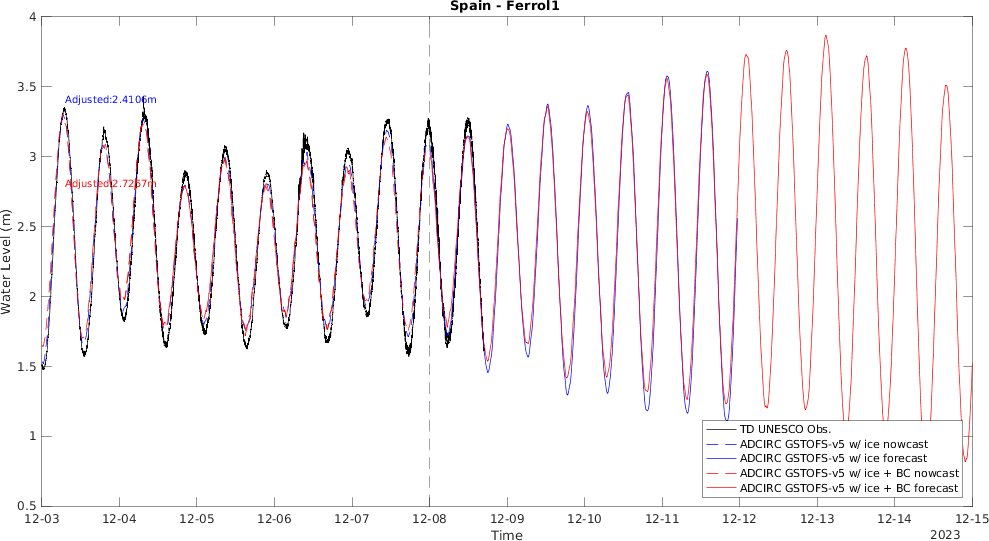 Spain - Ferrol1
4
3.5
3
2.5
2
1.5
1
0.5
Water Level (m)
Adjusted:2.4106m
Adjusted:2.7267m
TD UNESCO Obs.
ADCIRC GSTOFS-v5 w/ ice nowcast
ADCIRC GSTOFS-v5 w/ ice forecast
ADCIRC GSTOFS-v5 w/ ice + BC nowcast
ADCIRC GSTOFS-v5 w/ ice + BC forecast
12-03 12-04 12-05 12-06 12-07 12-08 12-09 12-10 12-11 12-12 12-13 12-14 12-15
Time
2023